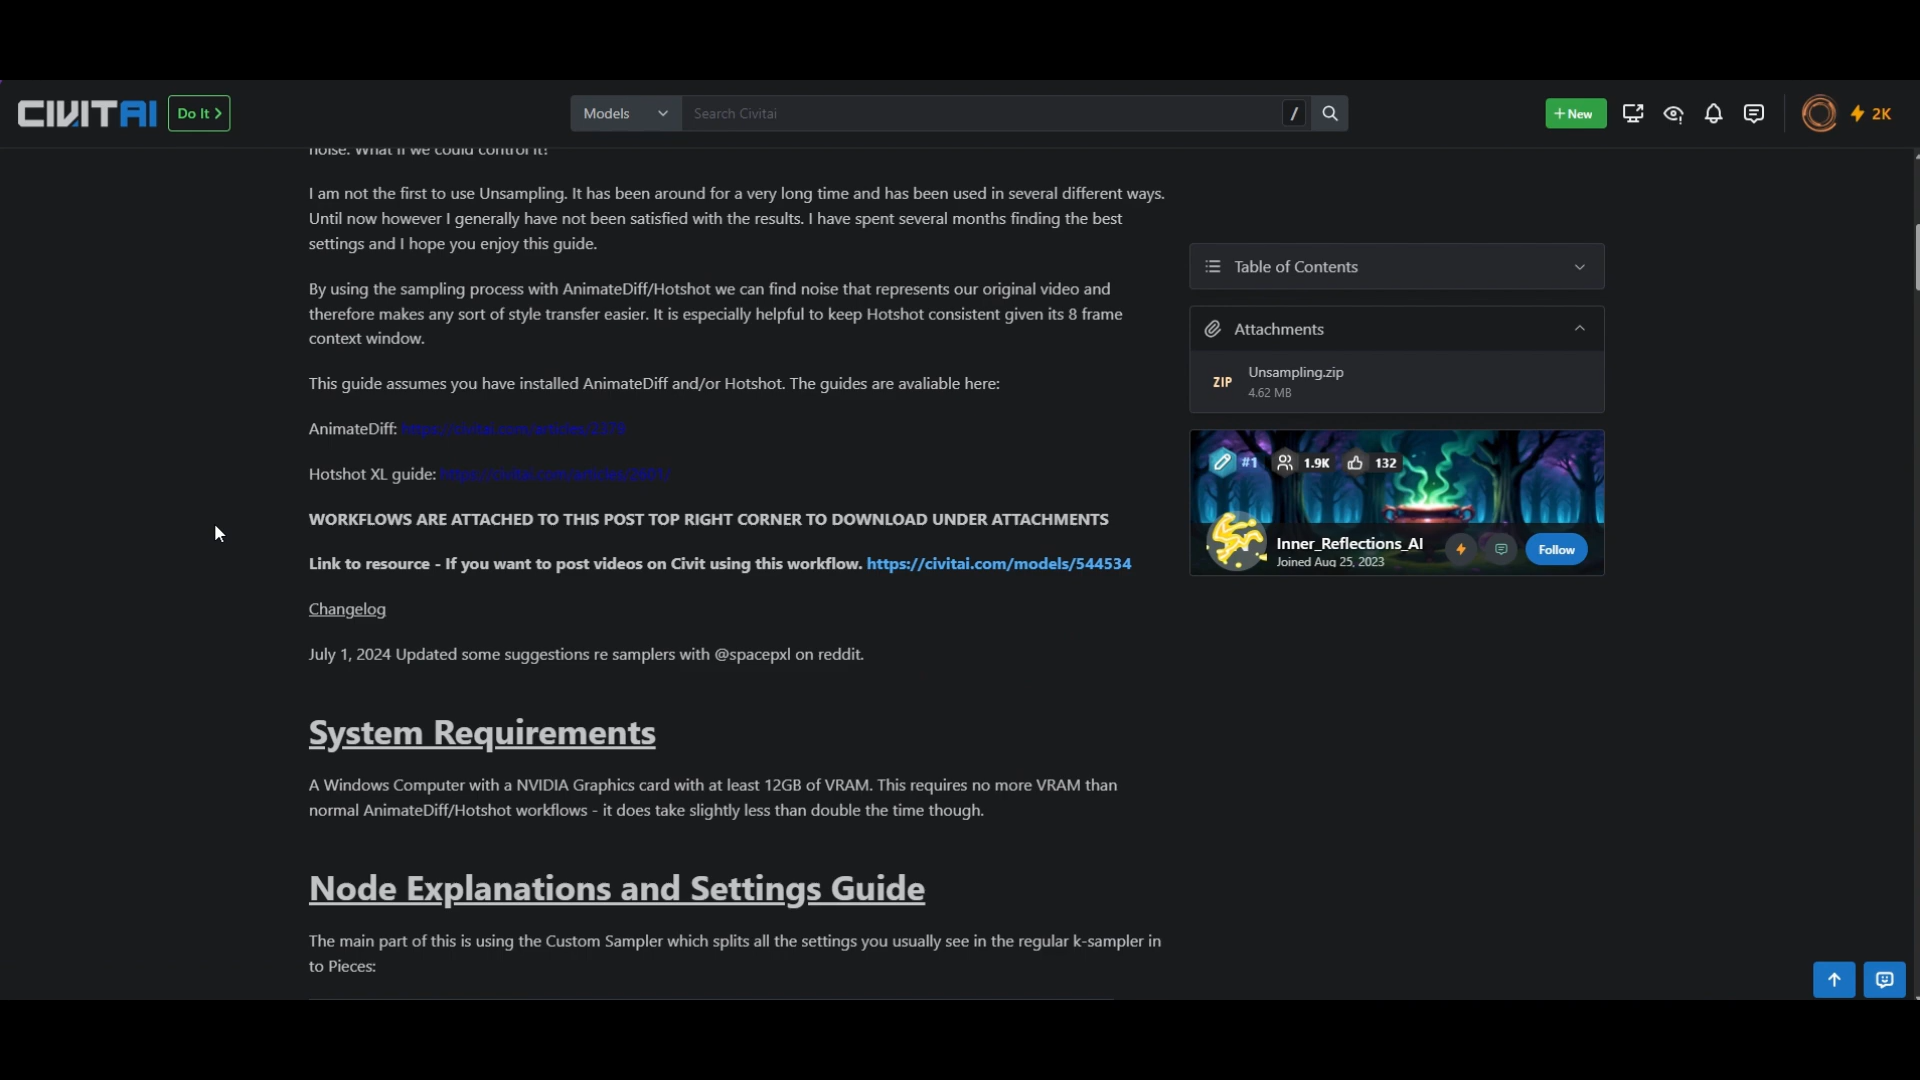 CIVITAI
Do It >
Models
Search Civitai
/
+ New
2K
noise. What if we could control it?
I am not the first to use Unsampling. It has been around for a very long time and has been used in several different ways.
Until now however I generally have not been satisfied with the results. I have spent several months finding the best
settings and I hope you enjoy this guide.
By using the sampling process with AnimateDiff/Hotshot we can find noise that represents our original video and
therefore makes any sort of style transfer easier. It is especially helpful to keep Hotshot consistent given its 8 frame
context window.
This guide assumes you have installed AnimateDiff and/or Hotshot. The guides are avaliable here:
AnimateDiff: https://civitai.com/articles/2379
Hotshot XL guide: https://civitai.com/articles/2601/
WORKFLOWS ARE ATTACHED TO THIS POST TOP RIGHT CORNER TO DOWNLOAD UNDER ATTACHMENTS
Link to resource - If you want to post videos on Civit using this workflow. https://civitai.com/models/544534
Changelog
July 1, 2024 Updated some suggestions re samplers with @spacepxl on reddit.
System Requirements
A Windows Computer with a NVIDIA Graphics card with at least 12GB of VRAM. This requires no more VRAM than
normal AnimateDiff/Hotshot workflows - it does take slightly less than double the time though.
Node Explanations and Settings Guide
The main part of this is using the Custom Sampler which splits all the settings you usually see in the regular k-sampler in
to Pieces:
Table of Contents
Attachments
ZIP
Unsampling.zip
4.62 MB
#1
1.9K
132
Inner_Reflections_AI
Joined Aug 25, 2023
Follow